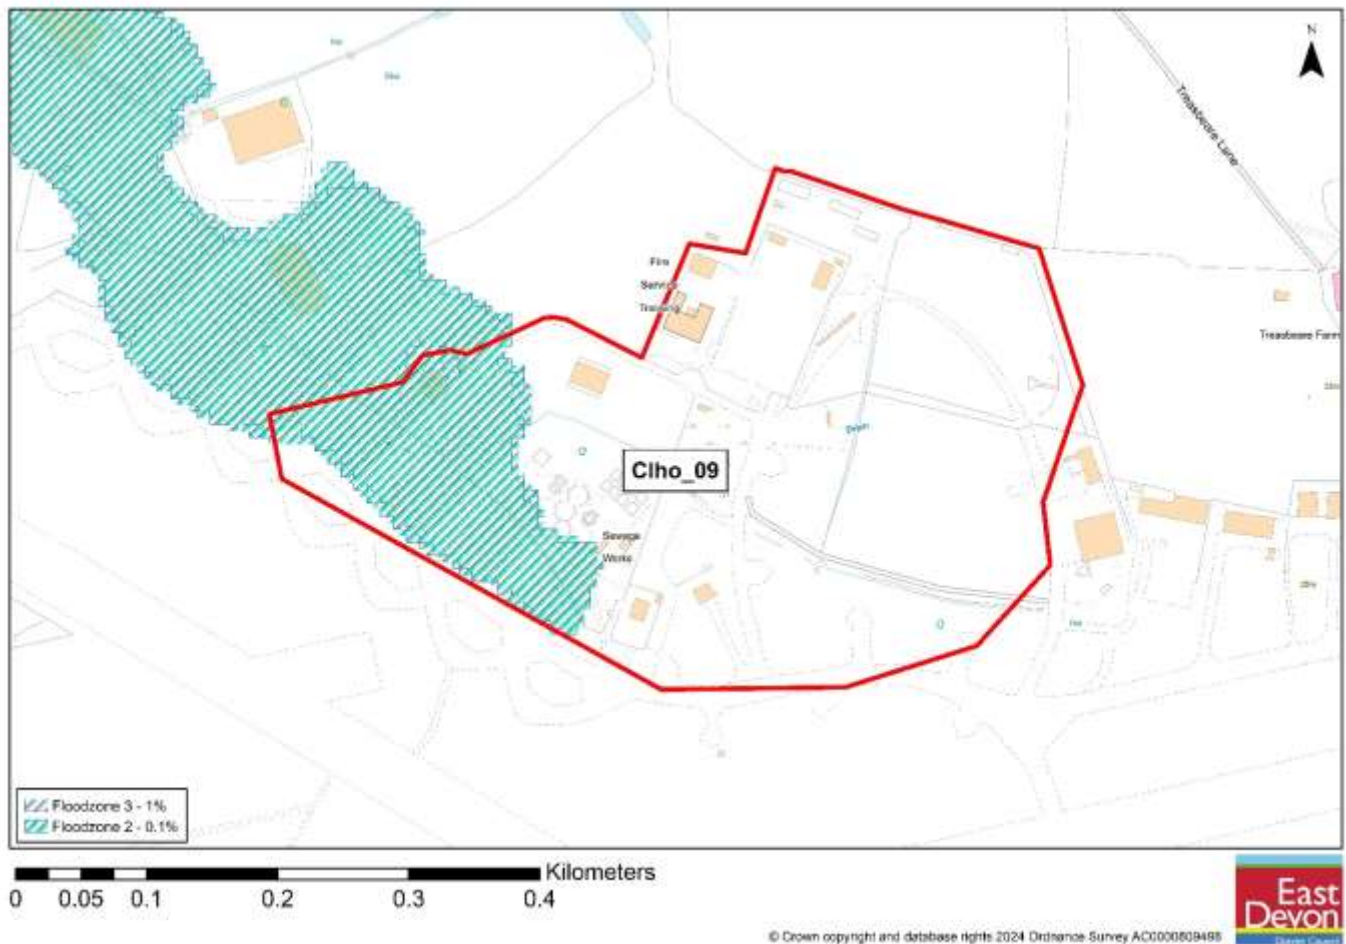 N
Treasbeare Lane
Fire
Service
Training
Treasbeare Farm
Drain
Clho_09
Sewage
Works
Floodzone 3 - 1%
Floodzone 2 - 0.1%
Kilometers
0 0.05 0.1 0.2 0.3 0.4
East
Devon
© Crown copyright and database rights 2024 Ordnance Survey AC0000809498